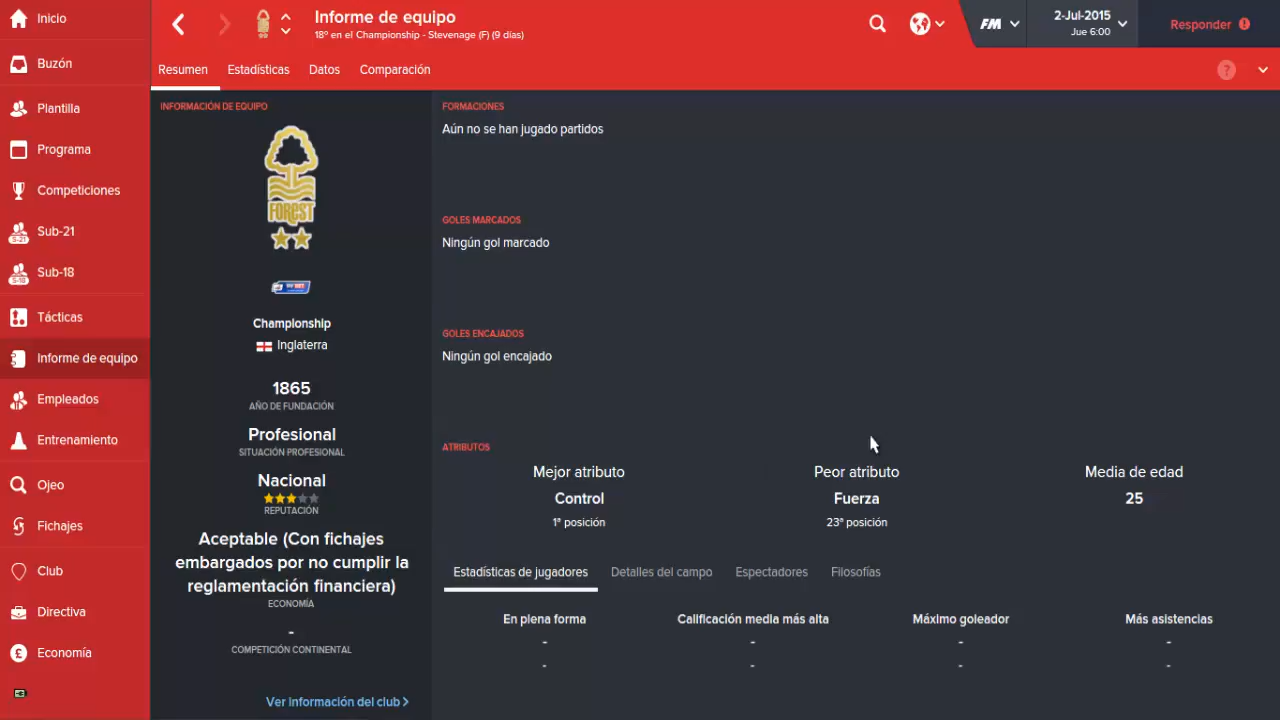 Inicio
Buzón
Plantilla
Programa
Competiciones
Sub-21
Sub-18
Tácticas
Informe de equipo
Empleados
Entrenamiento
Ojeo
Fichajes
Club
Directiva
Economía
Informe de equipo
18º en el Championship - Stevenage (F) (9 días)
FM
2-Jul-2015
Jue 6:00
Responder
Resumen Estadísticas Datos Comparación
INFORMACIÓN DE EQUIPO
FOREST
Championship
Inglaterra
1865
AÑO DE FUNDACIÓN
Profesional
SITUACIÓN PROFESIONAL
Nacional
REPUTACIÓN
Aceptable (Con fichajes
embargados por no cumplir la
reglamentación financiera)
ECONOMÍA
-
COMPETICIÓN CONTINENTAL
Ver información del club
FORMACIONES
Aún no se han jugado partidos
GOLES MARCADOS
Ningún gol marcado
GOLES ENCAJADOS
Ningún gol encajado
ATRIBUTOS
Mejor atributo Peor atributo Media de edad
Control Fuerza 25
1ª posición 23ª posición
Estadísticas de jugadores Detalles del campo Espectadores Filosofías
En plena forma Calificación media más alta Máximo goleador Más asistencias
- - - -
- - - -